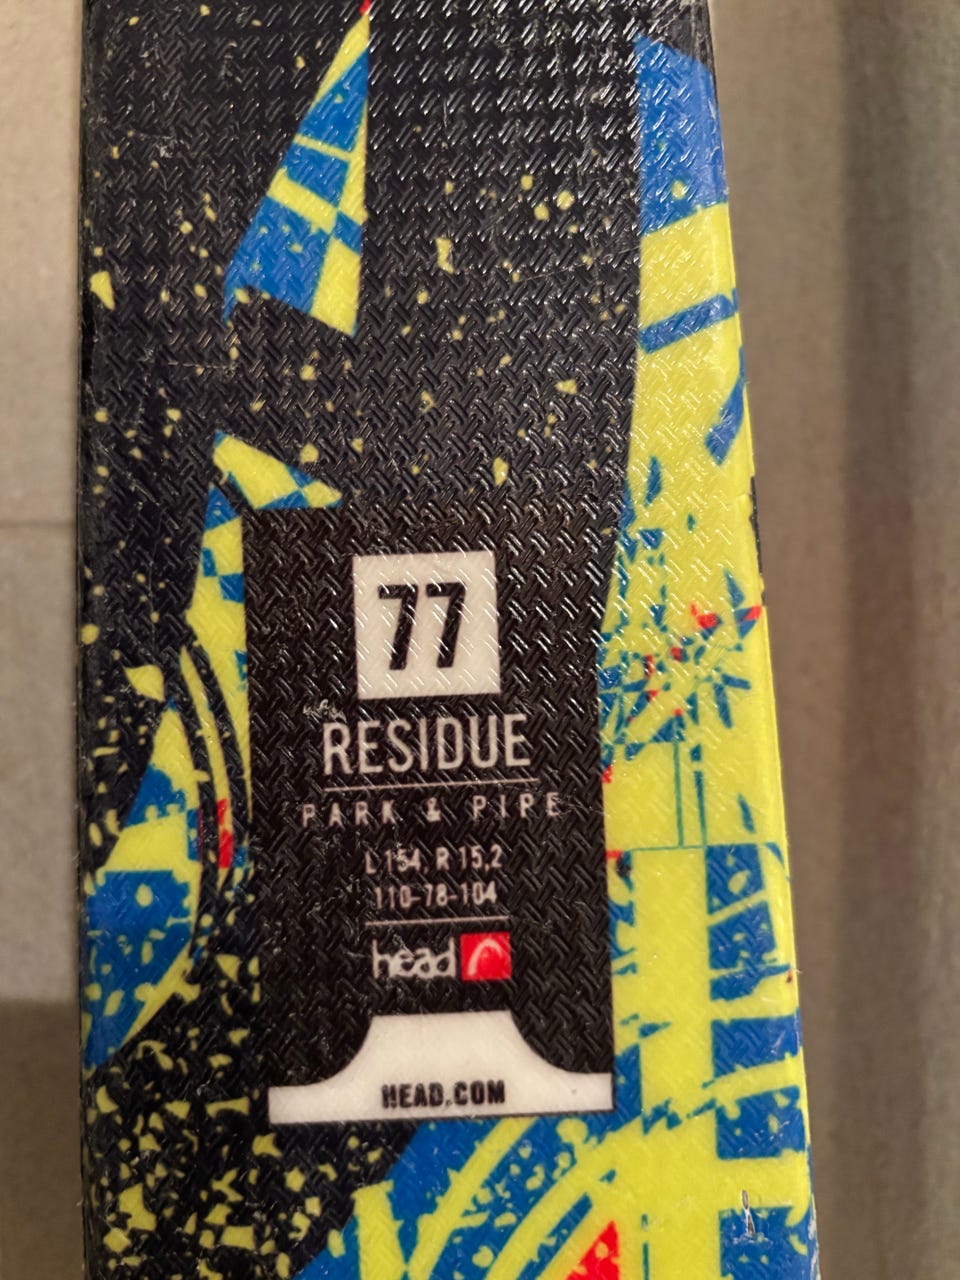 77
RESIDUE
PARK & PIPE
L 154, R 15,2
110-78-104
head
HEAD.COM